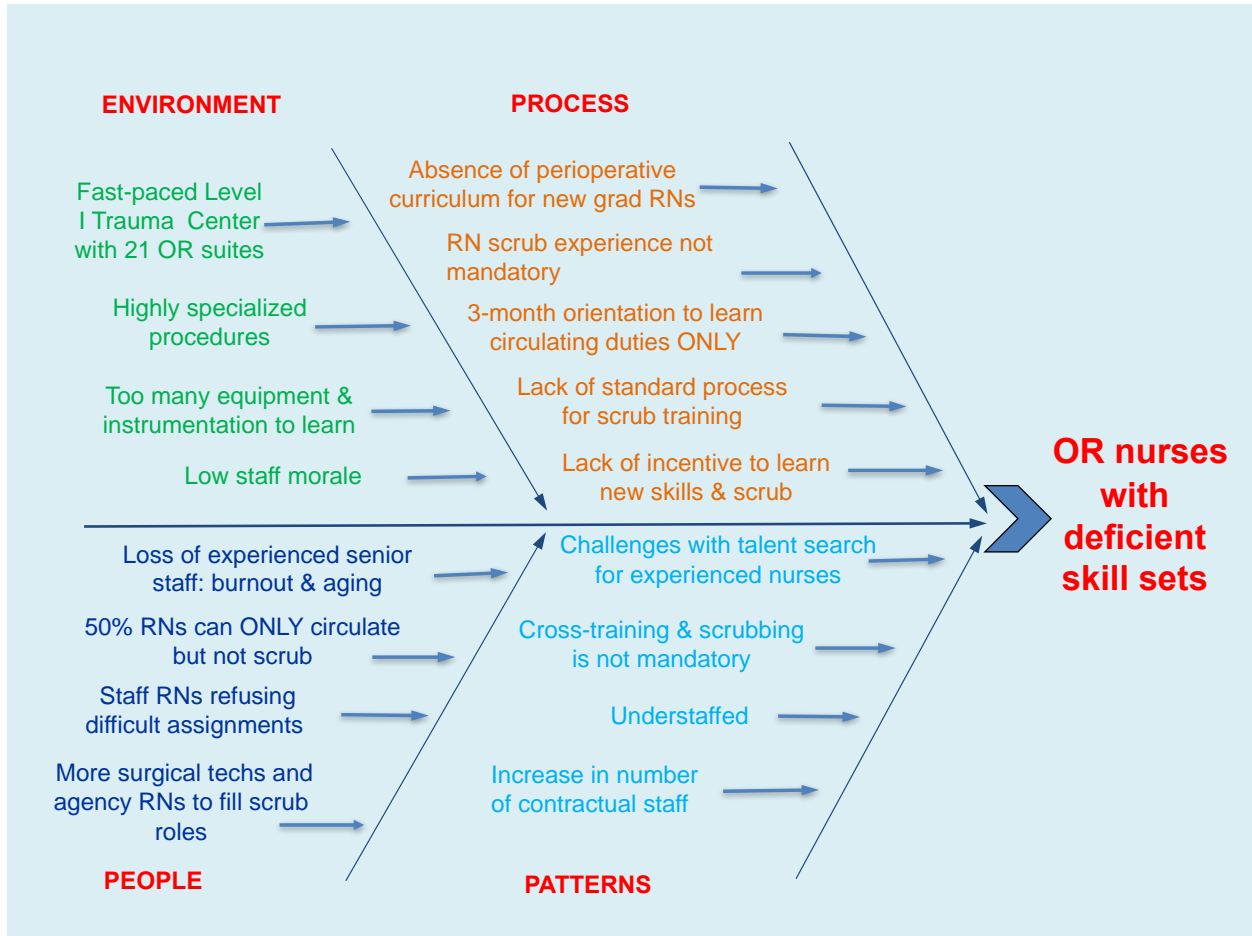 ENVIRONMENT
Fast-paced Level
I Trauma Center
with 21 OR suites
Highly specialized
procedures
Too many equipment &
instrumentation to learn
Low staff morale
PROCESS
Absence of perioperative
curriculum for new grad RNs
RN scrub experience not
mandatory
3-month orientation to learn
circulating duties ONLY
Lack of standard process
for scrub training
Lack of incentive to learn
new skills & scrub
OR nurses
with
deficient
skill sets
Loss of experienced senior
staff: burnout & aging
50% RNs can ONLY circulate
but not scrub
Staff RNs refusing
difficult assignments
More surgical techs and
agency RNs to fill scrub
roles
PEOPLE
Challenges with talent search
for experienced nurses
Cross-training & scrubbing
is not mandatory
Understaffed
Increase in number
of contractual staff
PATTERNS